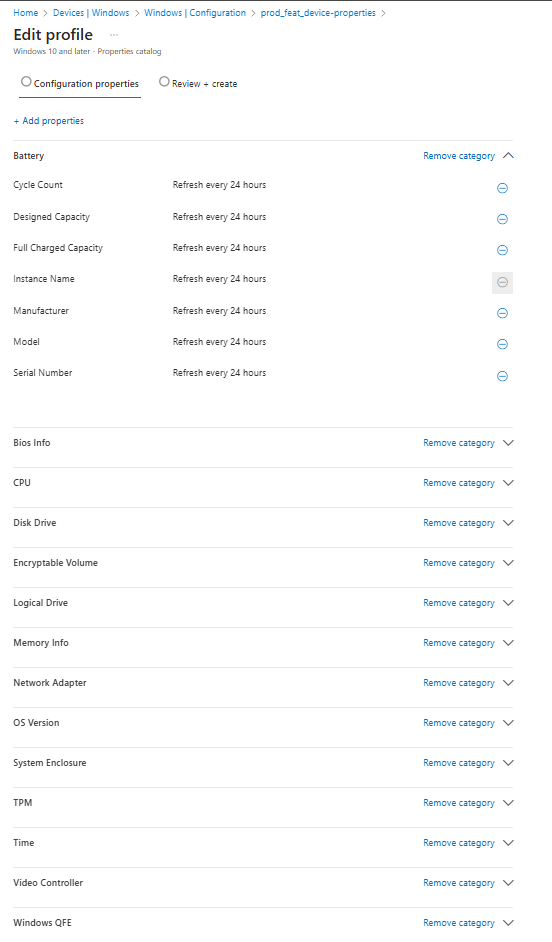 Home > Devices | Windows > Windows | Configuration > prod_feat_device-properties >
Edit profile ...
Windows 10 and later - Properties catalog
Configuration properties Review + create
+ Add properties
Battery Remove category
Cycle Count Refresh every 24 hours
Designed Capacity Refresh every 24 hours
Full Charged Capacity Refresh every 24 hours
Instance Name Refresh every 24 hours
Manufacturer Refresh every 24 hours
Model Refresh every 24 hours
Serial Number Refresh every 24 hours
Bios Info Remove category
CPU Remove category
Disk Drive Remove category
Encryptable Volume Remove category
Logical Drive Remove category
Memory Info Remove category
Network Adapter Remove category
OS Version Remove category
System Enclosure Remove category
TPM Remove category
Time Remove category
Video Controller Remove category
Windows QFE Remove category